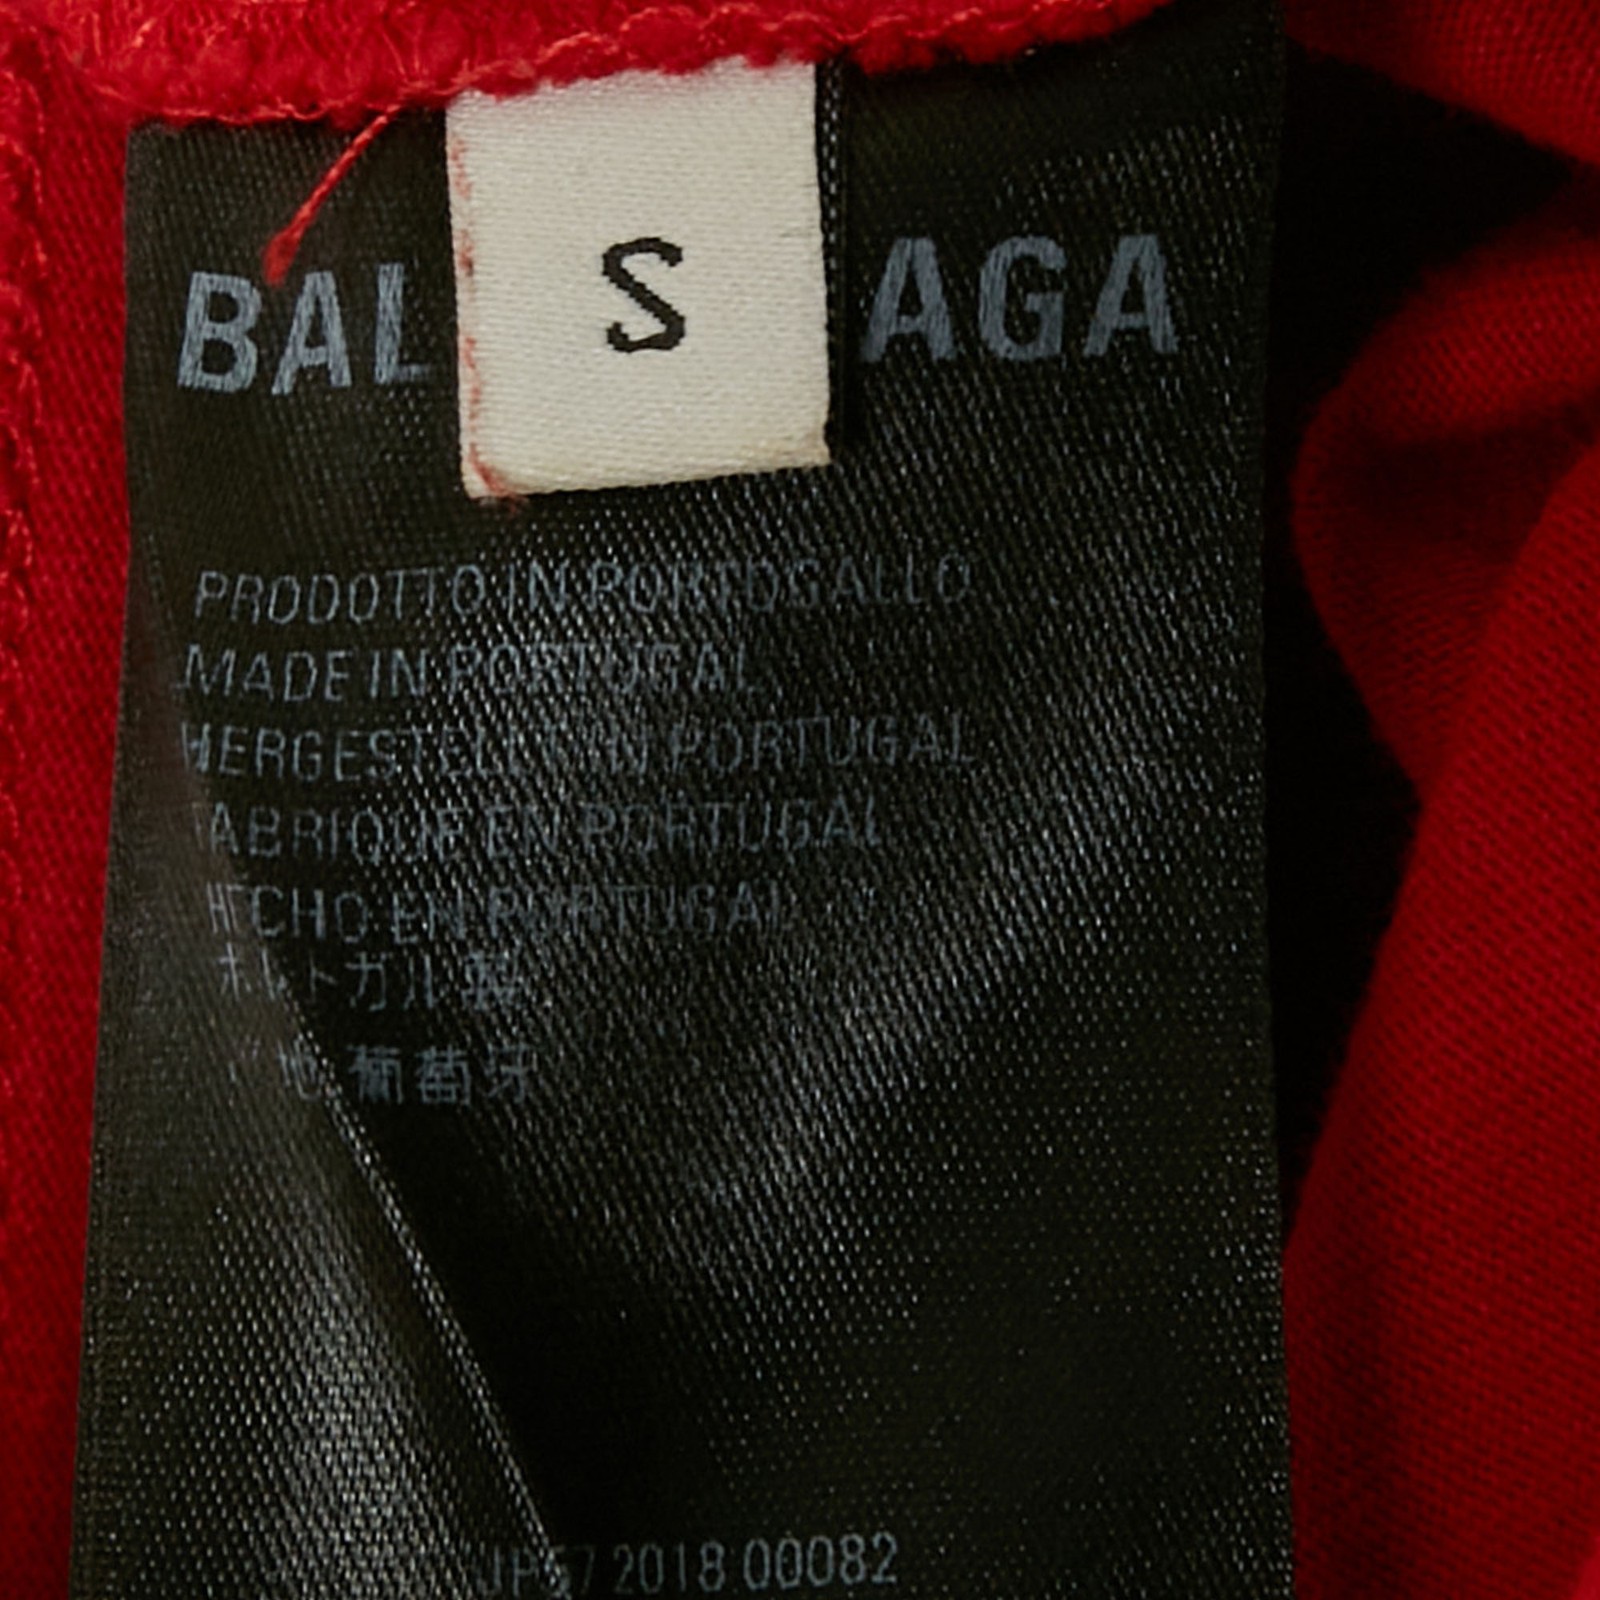 BAL S AGA
PRODOTTO IN PORTOGALLO
MADE IN PORTUGAL
HERGESTELLT IN PORTUGAL
FABRIQUE EN PORTUGAL
HECHO EN PORTUGAL
ポルトガル 製
地 葡萄牙
2018 00082